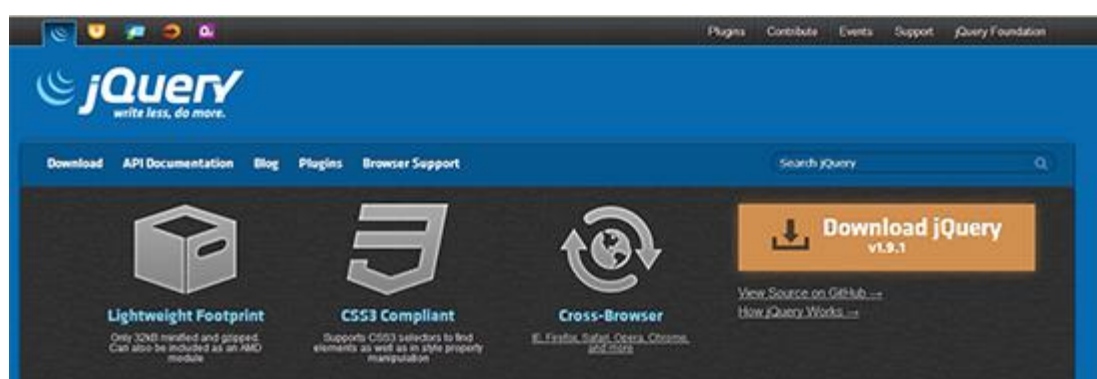 Plugins Contribute Events Support jQuery Foundation
jQuery
write less, do more.
Download API Documentation Blog Plugins Browser Support
Search jQuery
Download jQuery
v1.9.1
View Source on GitHub →
How jQuery Works →
Lightweight Footprint
Only 32kB minified and gzipped.
Can also be included as an AMD
module
CSS3 Compliant
Supports CSS3 selectors to find
elements as well as in style property
manipulation
Cross-Browser
IE, Firefox, Safari, Opera, Chrome,
and more